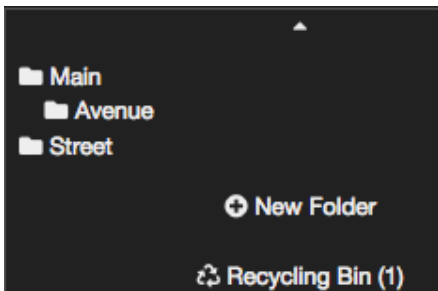 Main
Avenue
Street
New Folder
Recycling Bin (1)